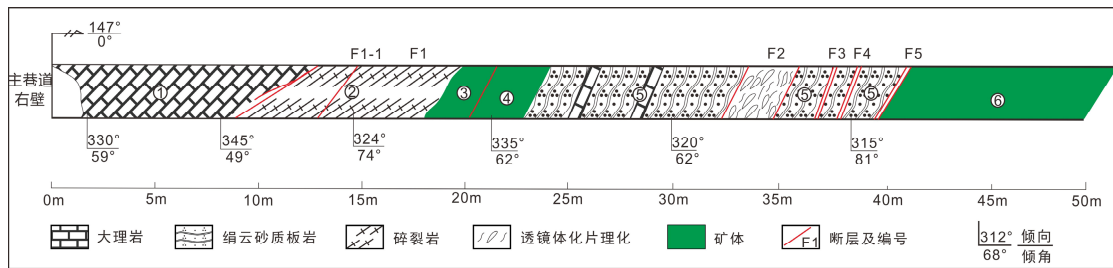 147°
0°
F1-1 F1 F2 F3 F4 F5
主巷道
右壁
① ② ③ ④ ⑤ ⑤ ⑤ ⑥
330° 345° 324° 335° 320° 315°
59° 49° 74° 62° 62° 81°
0m 5m 10m 15m 20m 25m 30m 35m 40m 45m 50m
大理岩 绢云砂质板岩 碎裂岩 透镜体化片理化 矿体 F1 断层及编号 312° 倾向
68° 倾角